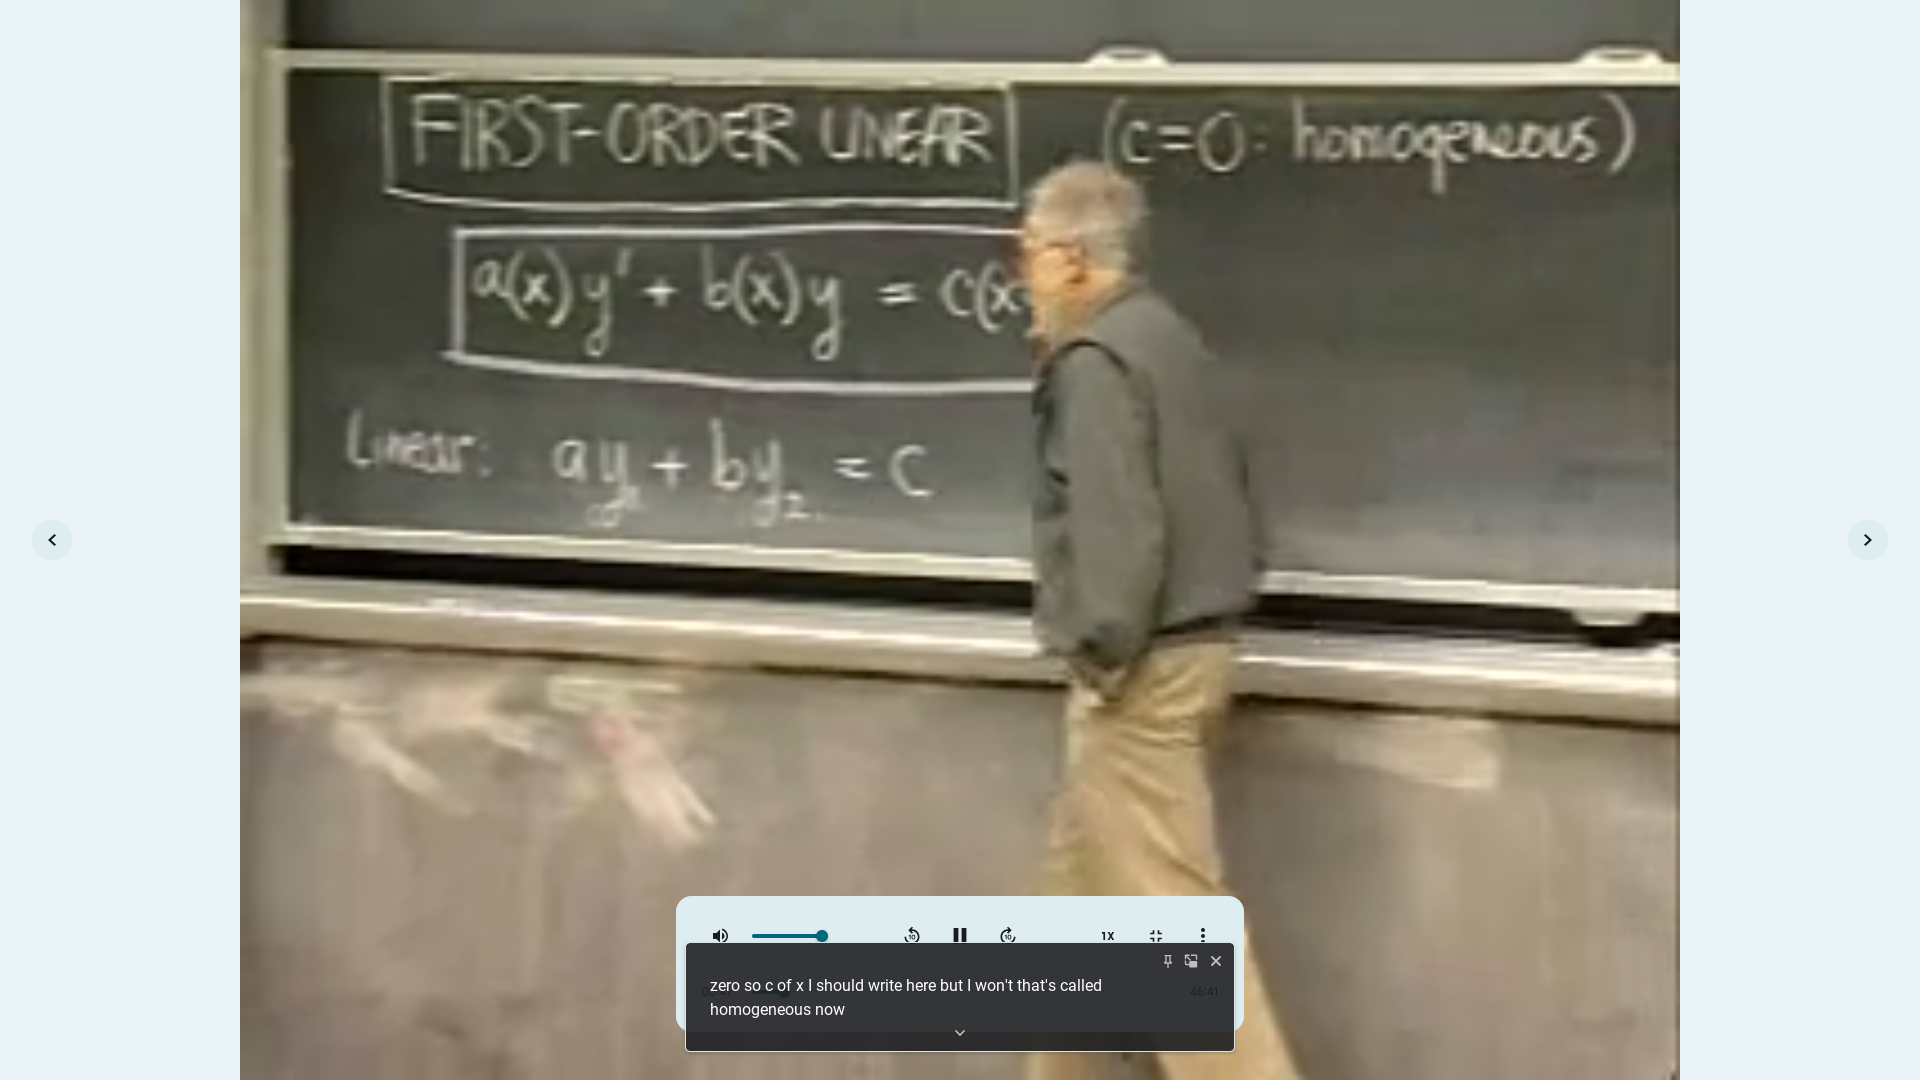 FIRST-ORDER LINEAR (c=0: homogeneous)
a(x)y' + b(x)y = c(x
Linear: ay₁ + by₂ = c
1X
zero so c of x I should write here but I won't that's called
homogeneous now
46:41